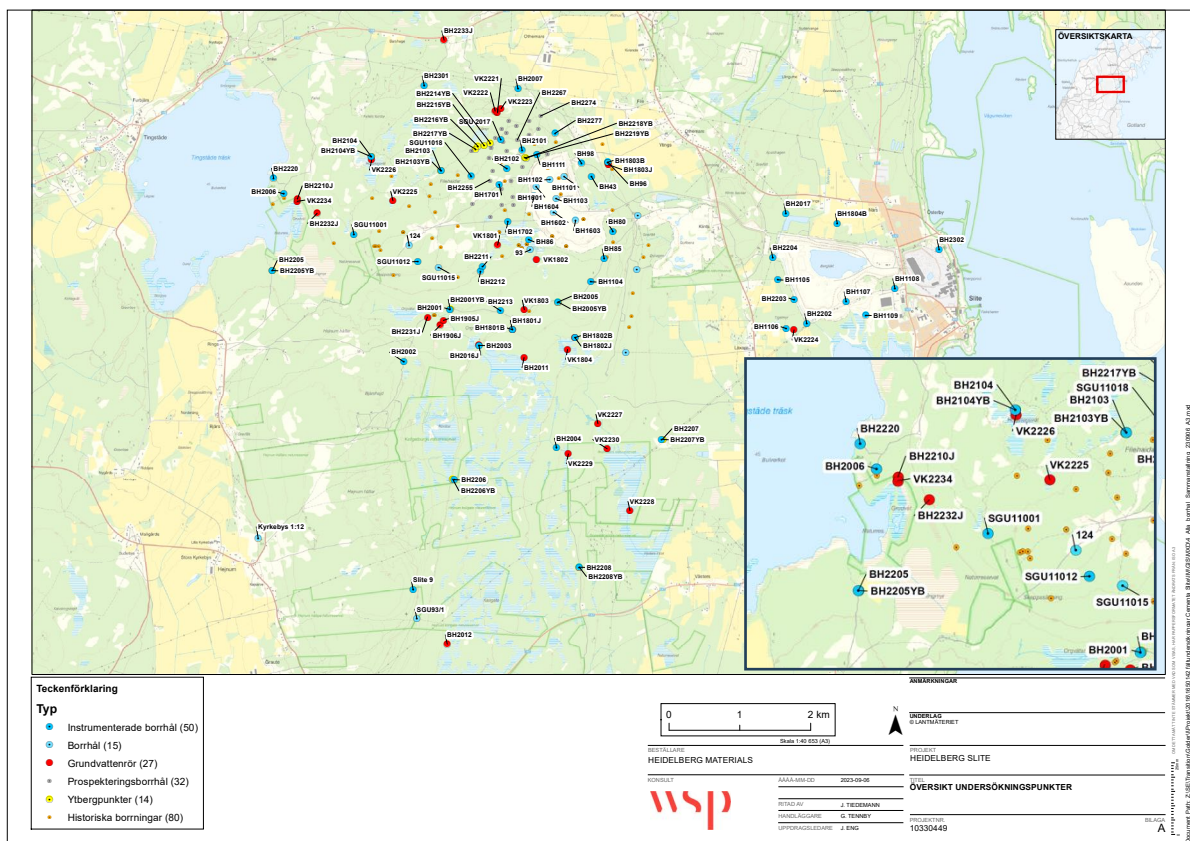 ÖVERSIKTSKARTA
BH2233J
BH2301
VK2221
BH2007
BH2214YB
VK2222
VK2223
BH2267
BH2274
BH2215YB
BH2216YB
SGU 2017
BH2277
BH2218YB
BH2217YB
BH2101
BH2219YB
BH2104
SGU11018
BH2104YB
BH2103
BH98
BH1803B
BH2103YB
BH2102
BH1111
BH1803J
VK2226
BH2220
BH2255
BH1102
BH1101
BH43
BH96
BH2210J
BH2006
VK2234
VK2225
BH1701
BH1601
BH1103
BH1604
BH2232J
BH1602
BH1603
BH80
BH2017
BH1804B
SGU11001
124
VK1801
BH1702
BH86
93
VK1802
BH85
BH2204
BH2302
BH2205
BH2205YB
SGU11012
SGU11015
BH2211
BH2212
BH1104
BH1105
BH1107
BH1108
BH2203
BH2001YB
BH2213
VK1803
BH2005
BH2005YB
BH2001
BH1905J
BH1801J
BH1801B
BH2202
BH1109
BH2231J
BH1906J
BH1106
VK2224
BH2003
BH1802B
BH1802J
BH2002
BH2016J
BH2011
VK1804
VK2227
BH2004
VK2230
BH2207
BH2207YB
VK2229
BH2206
BH2206YB
VK2228
Kyrkebys 1:12
BH2208
BH2208YB
Slite 9
SGU93/1
BH2012
Tingstäde träsk
Tingstäde
Slite
Hejnum
BH2217YB
BH2104
SGU11018
BH2104YB
BH2103
VK2226
BH2103YB
BH2220
BH2210J
BH2006
VK2234
VK2225
BH2232J
SGU11001
124
BH2205
SGU11012
BH2205YB
SGU11015
BH2001
Teckenförklaring
Typ
Instrumenterade borrhål (50)
Borrhål (15)
Grundvattenrör (27)
Prospekteringsborrhål (32)
Ytbergpunkter (14)
Historiska borrningar (80)
0 1 2 km
Skala 1:40 653 (A3)
N
ANMÄRKNINGAR
UNDERLAG
© LANTMÄTERIET
BESTÄLLARE
HEIDELBERG MATERIALS
PROJEKT
HEIDELBERG SLITE
KONSULT
wsp
ÅÅÅÅ-MM-DD 2023-09-06
RITAD AV J. TIEDEMANN
HANDLÄGGARE G. TENNBY
UPPDRAGSLEDARE J. ENG
TITEL
ÖVERSIKT UNDERSÖKNINGSPUNKTER
PROJEKTNR.
10330449
BILAGA
A